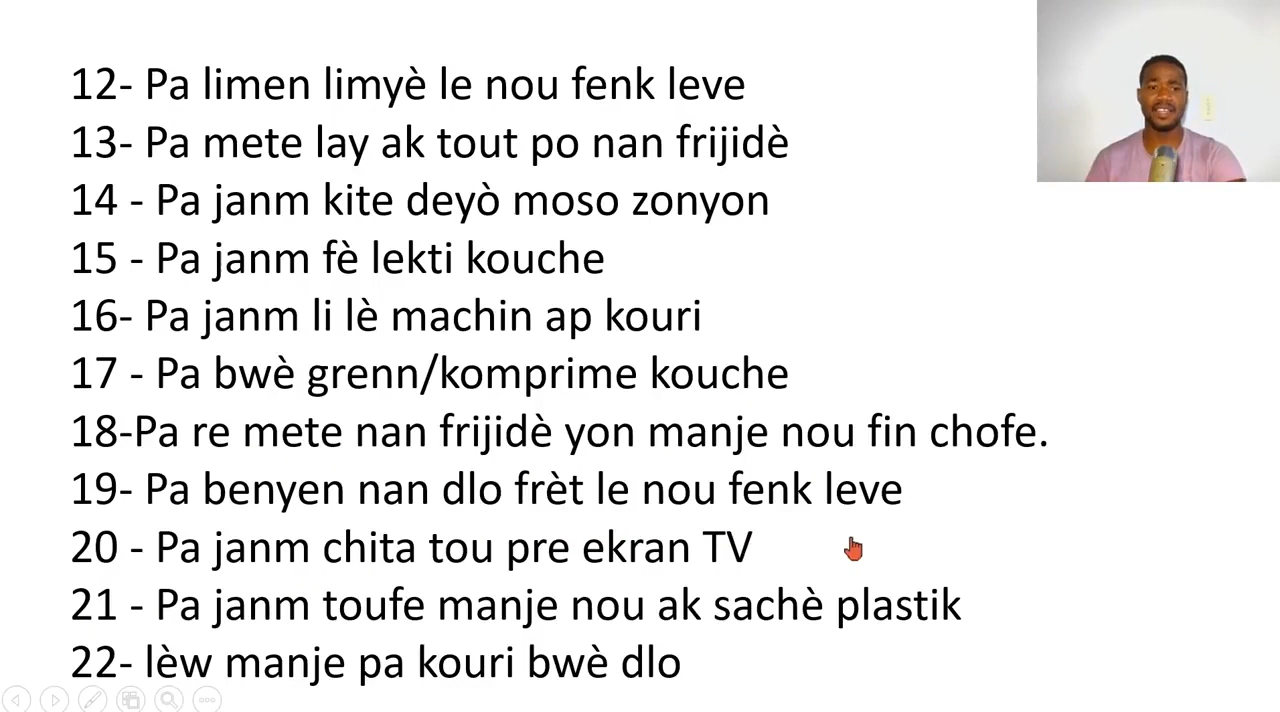 12- Pa limen limyè le nou fenk leve
13- Pa mete lay ak tout po nan frijidè
14 - Pa janm kite deyò moso zonyon
15 - Pa janm fè lekti kouche
16- Pa janm li lè machin ap kouri
17 - Pa bwè grenn/komprime kouche
18-Pa re mete nan frijidè yon manje nou fin chofe.
19- Pa benyen nan dlo frèt le nou fenk leve
20 - Pa janm chita tou pre ekran TV
21 - Pa janm toufe manje nou ak sachè plastik
22- lèw manje pa kouri bwè dlo